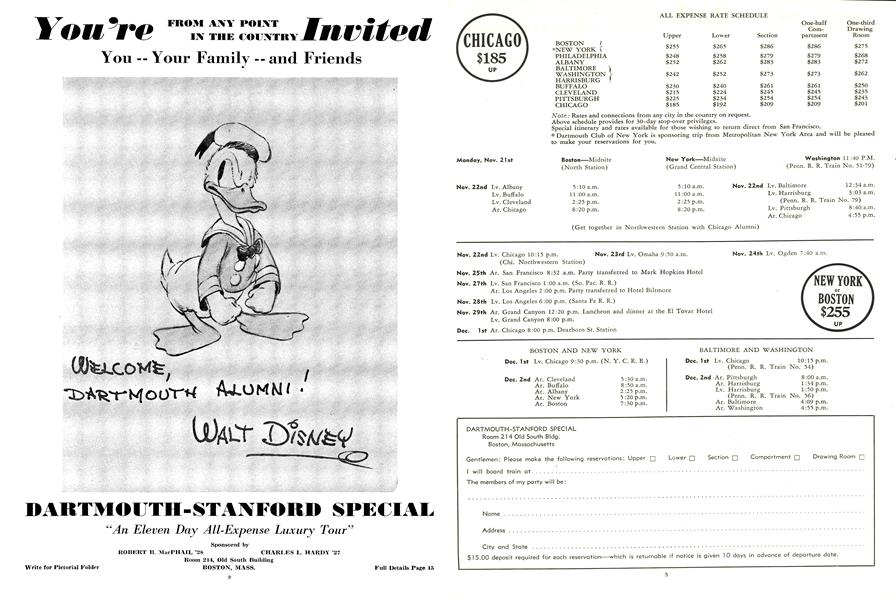 You're FROM ANY POINT IN THE COUNTRY Invited
You -- Your Family -- and Friends
WELCOME,
DARTMOUTH ALUMNI!
WALT DISNEY
DARTMOUTH-STANFORD SPECIAL
"An Eleven Day All-Expense Luxury Tour"
Sponsored by
ROBERT B. MacPHAIL '28 CHARLES L. HARDY '27
Room 214, Old South Building
Write for Pictorial Folder BOSTON, MASS. Full Details Page 15
CHICAGO
$185
UP
ALL EXPENSE RATE SCHEDULE
Upper Lower Section One-half Compartment One-third Drawing Room
BOSTON
*NEW YORK $255 $265 $286 $286 $275
*PHILADELPHIA $248 $258 $279 $279 $268
ALBANY $252 $262 $283 $283 $272
BALTIMORE
WASHINGTON $242 $252 $273 $273 $262
HARRISBURG
BUFFALO $230 $240 $261 $261 $250
CLEVELAND $215 $224 $245 $245 $235
PITTSBURGH $225 $234 $254 $254 $243
CHICAGO $185 $192 $209 $209 $201
Note: Rates and connections from any city in the country on request.
Above schedule provides for 30-day stop-over privileges.
Special itinerary and rates available for those wishing to return direct from San Francisco.
* Dartmouth Club of New York is sponsoring trip from Metropolitan New York Area and will be pleased
to make your reservations for you.
Monday, Nov. 21st Boston—Midnite New York—Midnite Washington 11:40 P.M.
(North Station) (Grand Central Station) (Penn. R. R. Train No. 51-79)
Nov. 22nd Lv. Albany 5:10 a.m. 5:10 a.m. Nov. 22nd Lv. Baltimore 12:34 a.m.
Lv. Buffalo 11:00 a.m. 11:00 a.m. Lv. Harrisburg 3:03 a.m.
Lv. Cleveland 2:25 p.m. 2:25 p.m. (Penn. R. R. Train No. 79)
Ar. Chicago 8:20 p.m. 8:20 p.m. Lv. Pittsburgh 8:40 a.m.
Ar. Chicago 4:55 p.m.
(Get together in Northwestern Station with Chicago Alumni)
Nov. 22nd Lv. Chicago 10:15 p.m. Nov. 23rd Lv. Omaha 9:50 a.m. Nov. 24th Lv. Ogden 7:40 a.m.
(Chi. Northwestern Station)
Nov. 25th Ar. San Francisco 8:32 a.m. Party transferred to Mark Hopkins Hotel
Nov. 27th Lv. San Francisco 1:00 a.m. (So. Pac. R. R.)
Ar. Los Angeles 2:00 p.m. Party transferred to Hotel Biltmore
Nov. 28th Lv. Los Angeles 6:00 p.m. (Santa Fe R. R.)
Nov. 29th Ar. Grand Canyon 12:20 p.m. Luncheon and dinner at the El Tovar Hotel
Lv. Grand Canyon 8:00 p.m.
Dec. 1st Ar. Chicago 8:00 p.m. Dearborn St. Station
NEW YORK
or
BOSTON
$255
UP
BOSTON AND NEW YORK
Dec. 1st Lv. Chicago 9:30 p.m. (N. Y. C. R. R.)
Dec. 2nd Ar. Cleveland 5:30 a.m.
Ar. Buffalo 8:50 a.m.
Ar. Albany 2:25 p.m.
Ar. New York 5:20 p.m.
Ar. Boston 7:30 p.m.
BALTIMORE AND WASHINGTON
Dec. 1st Lv. Chicago 10:15 p.m.
(Penn. R. R. Train No. 54)
Dec. 2nd Ar. Pittsburgh 8:00 a.m.
Ar. Harrisburg 1:34 p.m.
Lv. Harrisburg 1:50 p.m.
(Penn. R. R. Train No. 56)
Ar. Baltimore 4:09 p.m.
Ar. Washington 4:55 p.m.
DARTMOUTH-STANFORD SPECIAL
Room 214 Old South Bldg.
Boston, Massachusetts
Gentlemen: Please make the following reservations: Upper □ Lower □ Section □ Compartment □ Drawing Room □
I will board train at
The members of my party will be:
Name
Address
City and State
$15.00 deposit required for each reservation—which is returnable if notice is given 10 days in advance of departure date.